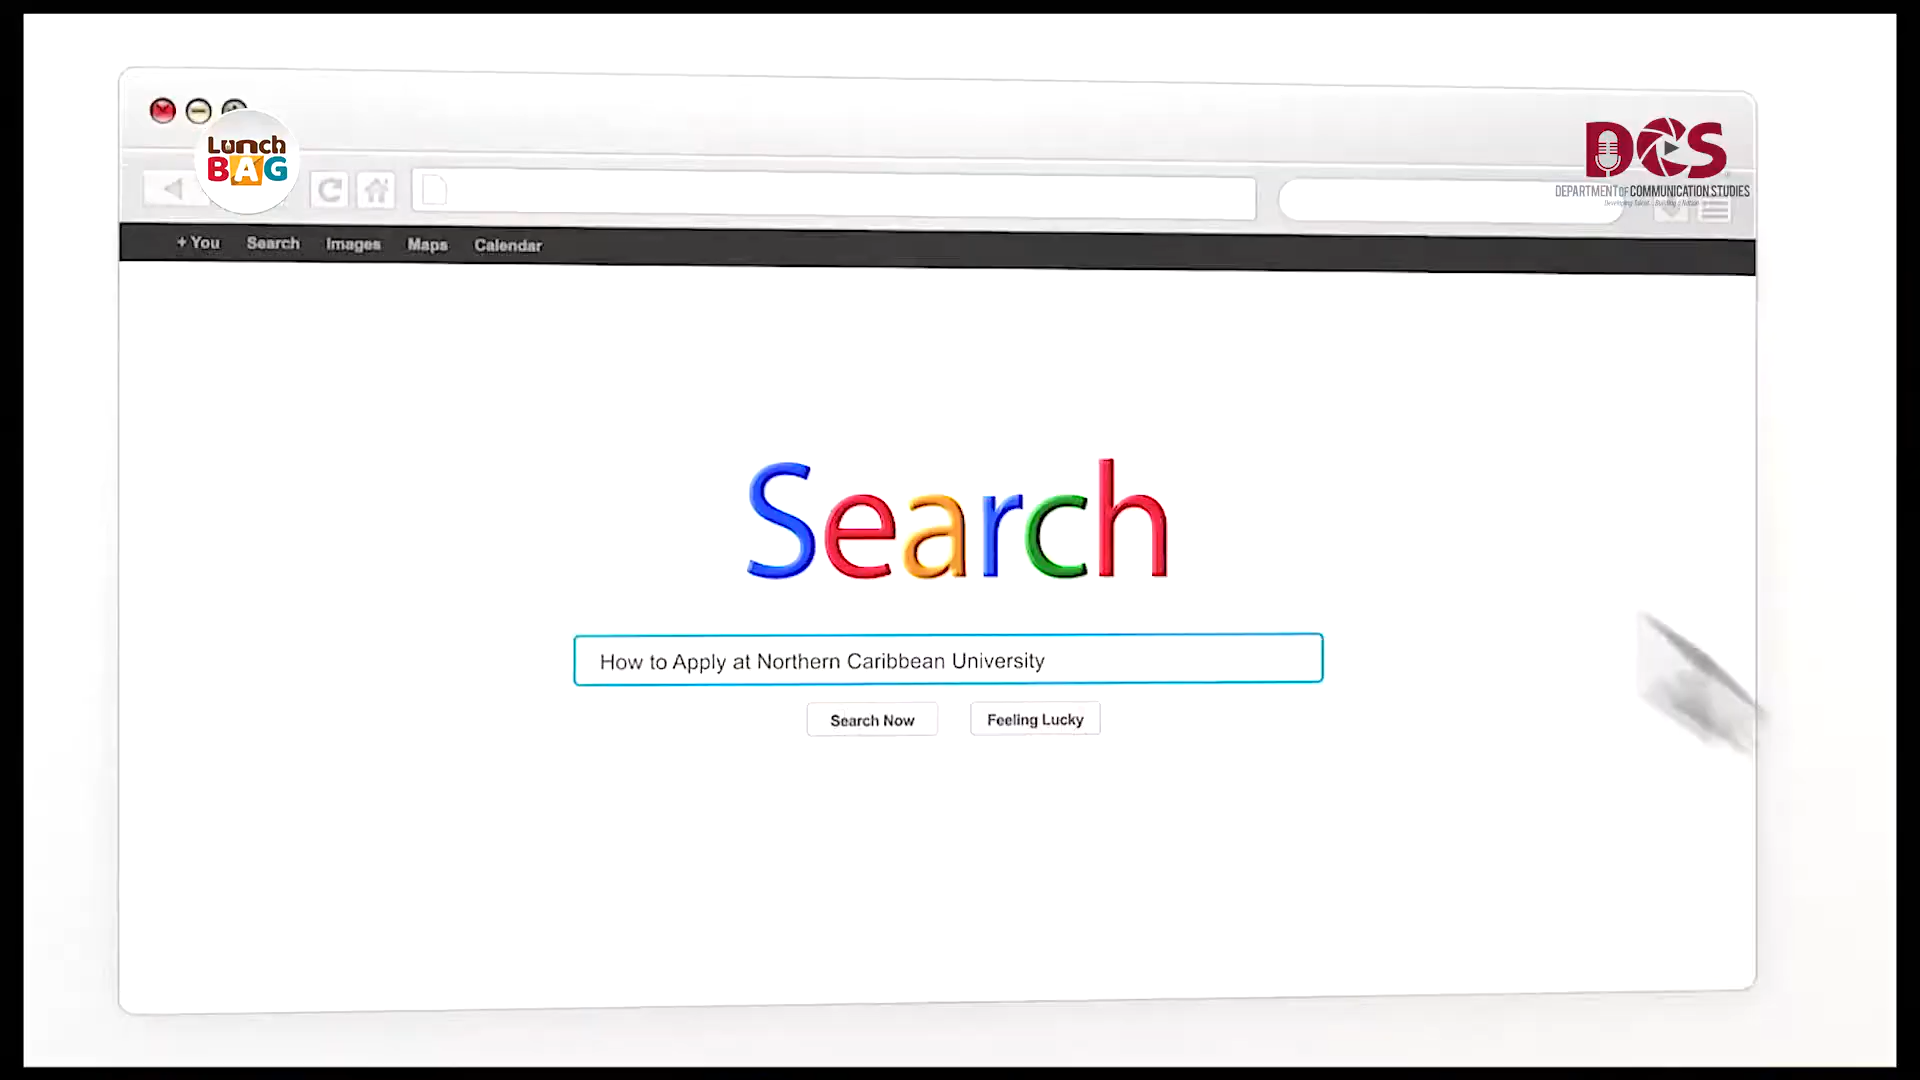 Lunch
BAG
DCS
DEPARTMENT OF COMMUNICATION STUDIES
+ You Search Images Maps Calendar
Search
How to Apply at Northern Caribbean University
Search Now Feeling Lucky